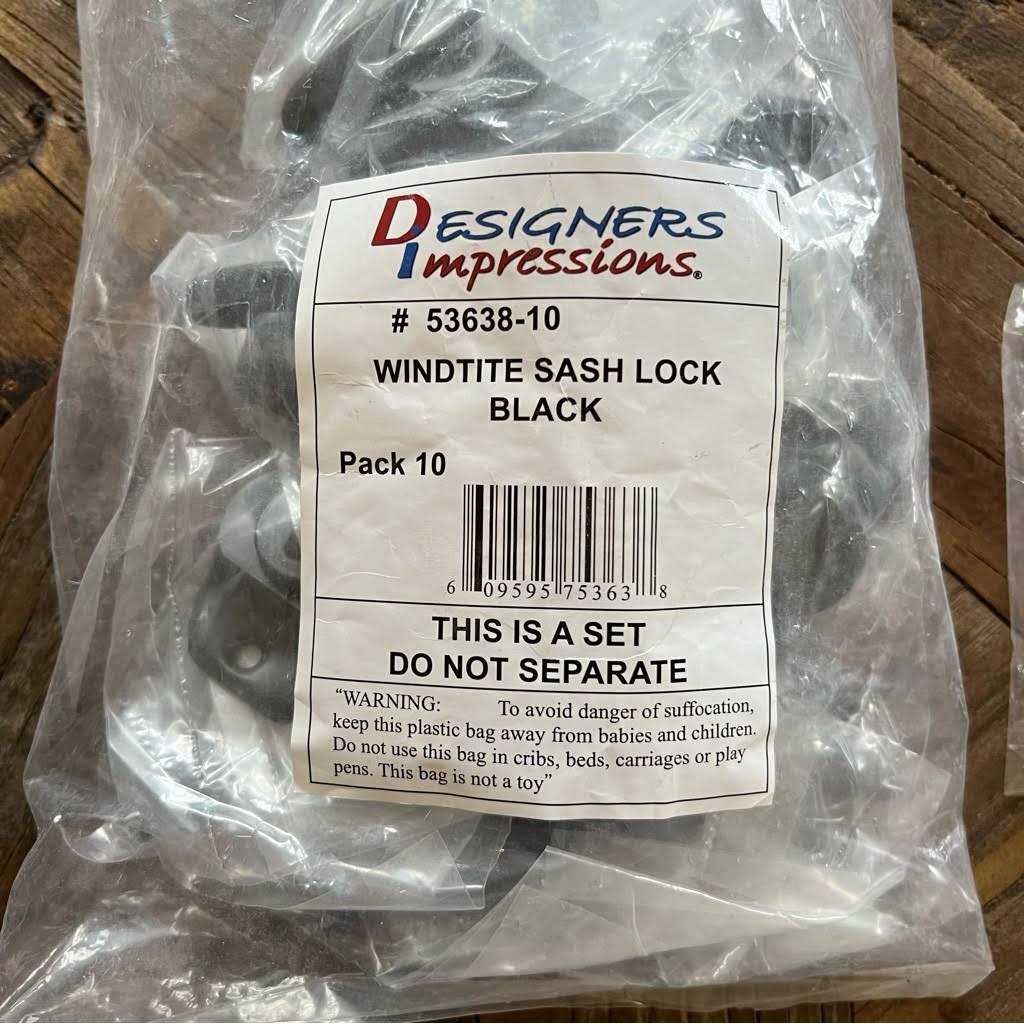 DESIGNERS
Impressions®
# 53638-10
WINDTITE SASH LOCK
BLACK
Pack 10
6 09595 75363 8
THIS IS A SET
DO NOT SEPARATE
“WARNING: To avoid danger of suffocation,
keep this plastic bag away from babies and children.
Do not use this bag in cribs, beds, carriages or play
pens. This bag is not a toy”